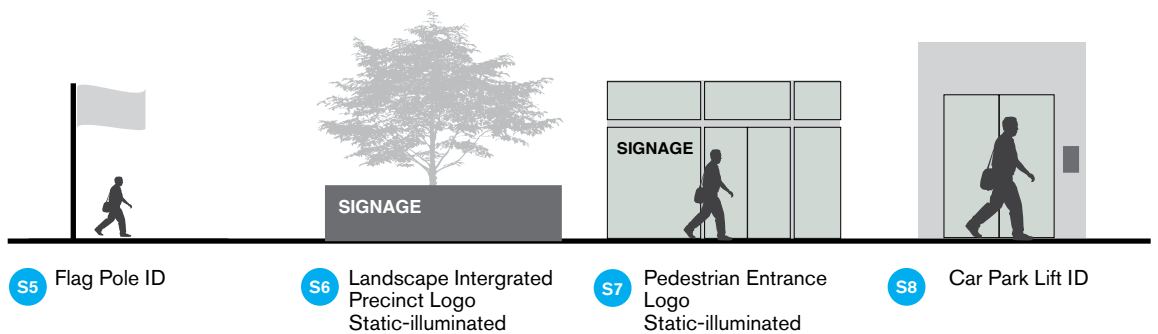 SIGNAGE
SIGNAGE
S5 Flag Pole ID
S6 Landscape Intergrated
Precinct Logo
Static-illuminated
S7 Pedestrian Entrance
Logo
Static-illuminated
S8 Car Park Lift ID